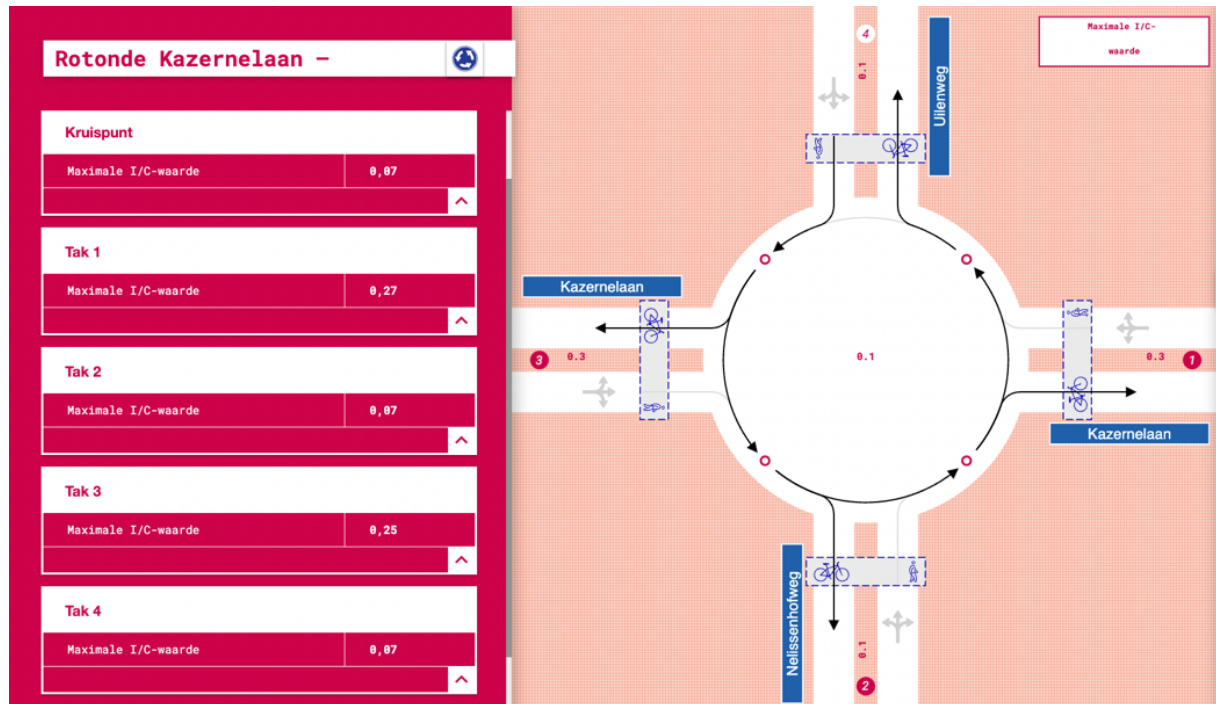 Rotonde Kazernelaan –
Kruispunt
Maximale I/C-waarde 0,07
Tak 1
Maximale I/C-waarde 0,27
Tak 2
Maximale I/C-waarde 0,07
Tak 3
Maximale I/C-waarde 0,25
Tak 4
Maximale I/C-waarde 0,07
Maximale I/C-
waarde
4
0.1
Uilenweg
Kazernelaan
3
0.3
0.1
0.3
1
Kazernelaan
Nelissenhofweg
0.1
2